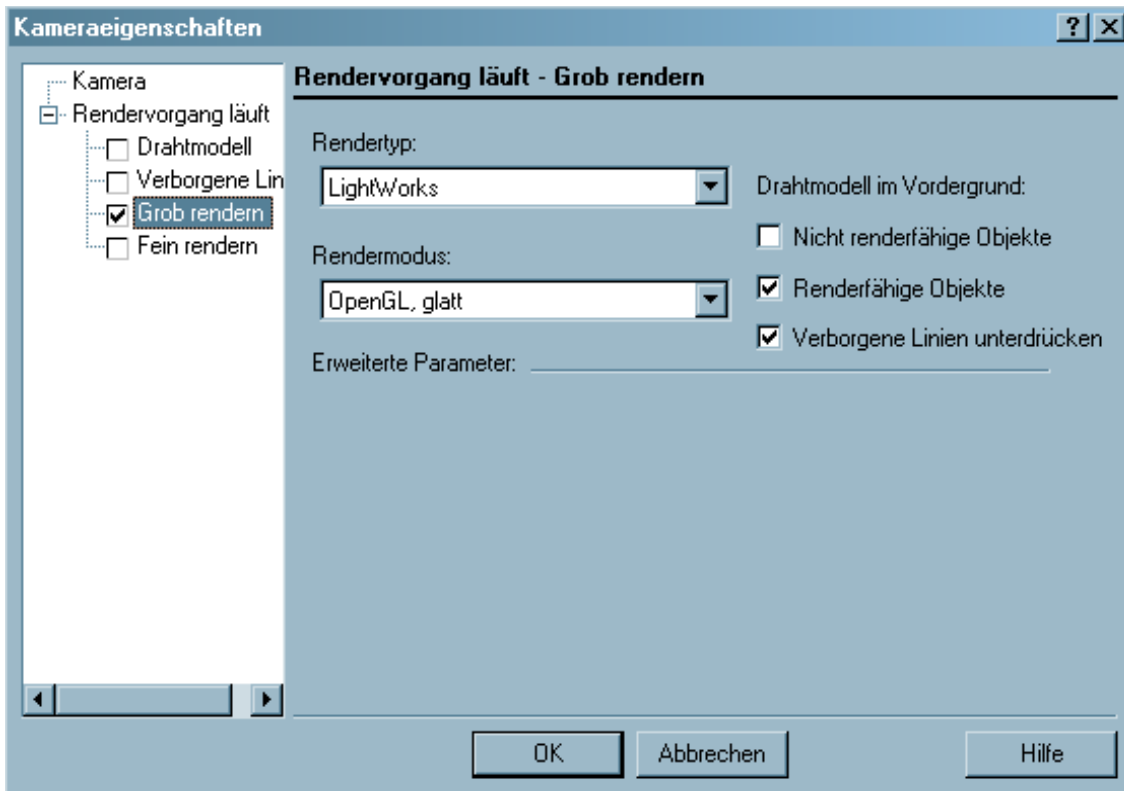 Kameraeigenschaften
Kamera
Rendervorgang läuft
Drahtmodell
Verborgene Lin
Grob rendern
Fein rendern
Rendervorgang läuft - Grob rendern
Rendertyp:
LightWorks
Rendermodus:
OpenGL, glatt
Erweiterte Parameter:
Drahtmodell im Vordergrund:
Nicht renderfähige Objekte
Renderfähige Objekte
Verborgene Linien unterdrücken
OK
Abbrechen
Hilfe